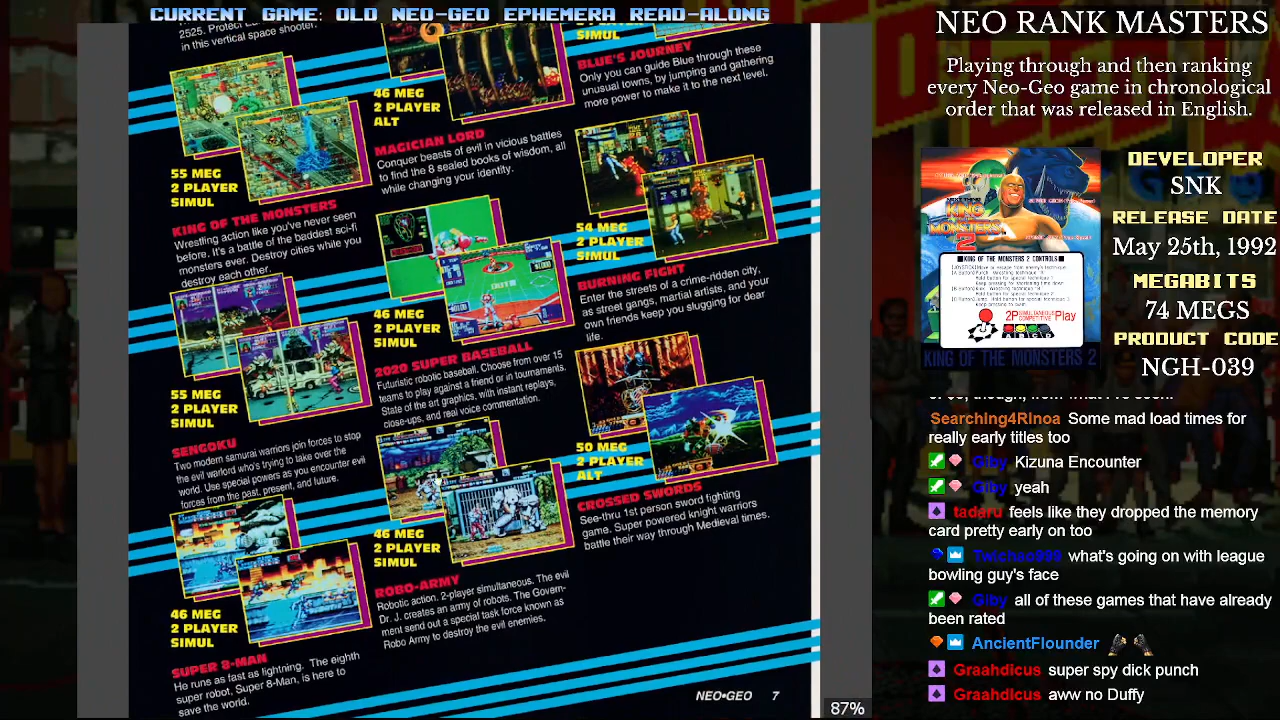 CURRENT GAME: OLD NEO-GEO EPHEMERA READ-ALONG
2525. Protect
in this vertical space shooter.
55 MEG
2 PLAYER
SIMUL
KING OF THE MONSTERS
Wrestling action like you've never seen
before. It's a battle of the baddest sci-fi
monsters ever. Destroy cities while you
destroy each other.
55 MEG
2 PLAYER
SIMUL
SENGOKU
Two modern samurai warriors join forces to stop
the evil warlord who's trying to take over the
world. Use special powers as you encounter evil
forces from the past, present, and future.
46 MEG
2 PLAYER
SIMUL
SUPER 8-MAN
He runs as fast as lightning. The eighth
super robot, Super 8-Man, is here to
save the world.
46 MEG
2 PLAYER
ALT
MAGICIAN LORD
Conquer beasts of evil in vicious battles
to find the 8 sealed books of wisdom, all
while changing your identity.
46 MEG
2 PLAYER
SIMUL
2020 SUPER BASEBALL
Futuristic robotic baseball. Choose from over 15
teams to play against a friend or in tournaments.
State of the art graphics, with instant replays,
close-ups, and real voice commentation.
46 MEG
2 PLAYER
SIMUL
ROBO-ARMY
Robotic action. 2-player simultaneous. The evil
Dr. J. creates an army of robots. The Govern-
ment send out a special task force known as
Robo Army to destroy the evil enemies.
SIMUL
BLUE'S JOURNEY
Only you can guide Blue through these
unusual towns, by jumping and gathering
more power to make it to the next level.
54 MEG
2 PLAYER
SIMUL
BURNING FIGHT
Enter the streets of a crime-ridden city,
as street gangs, martial artists, and your
own friends keep you slugging for dear
life.
50 MEG
2 PLAYER
ALT
CROSSED SWORDS
See-thru 1st person sword fighting
game. Super powered knight warriors
battle their way through Medieval times.
NEO•GEO 7
87%
NEO RANK MASTERS
Playing through and then ranking
every Neo-Geo game in chronological
order that was released in English.
KING OF THE MONSTERS 2 CONTROLS
2P Play
A B C D
KING OF THE MONSTERS 2
DEVELOPER
SNK
RELEASE DATE
May 25th, 1992
MEGABITS
74 MEGS
PRODUCT CODE
NGH-039
Searching4Rinoa Some mad load times for
really early titles too
Giby Kizuna Encounter
Giby yeah
tadaru feels like they dropped the memory
card pretty early on too
Twichao999 what's going on with league
bowling guy's face
Giby all of these games that have already
been rated
AncientFlounder
Graahdicus super spy dick punch
Graahdicus aww no Duffy